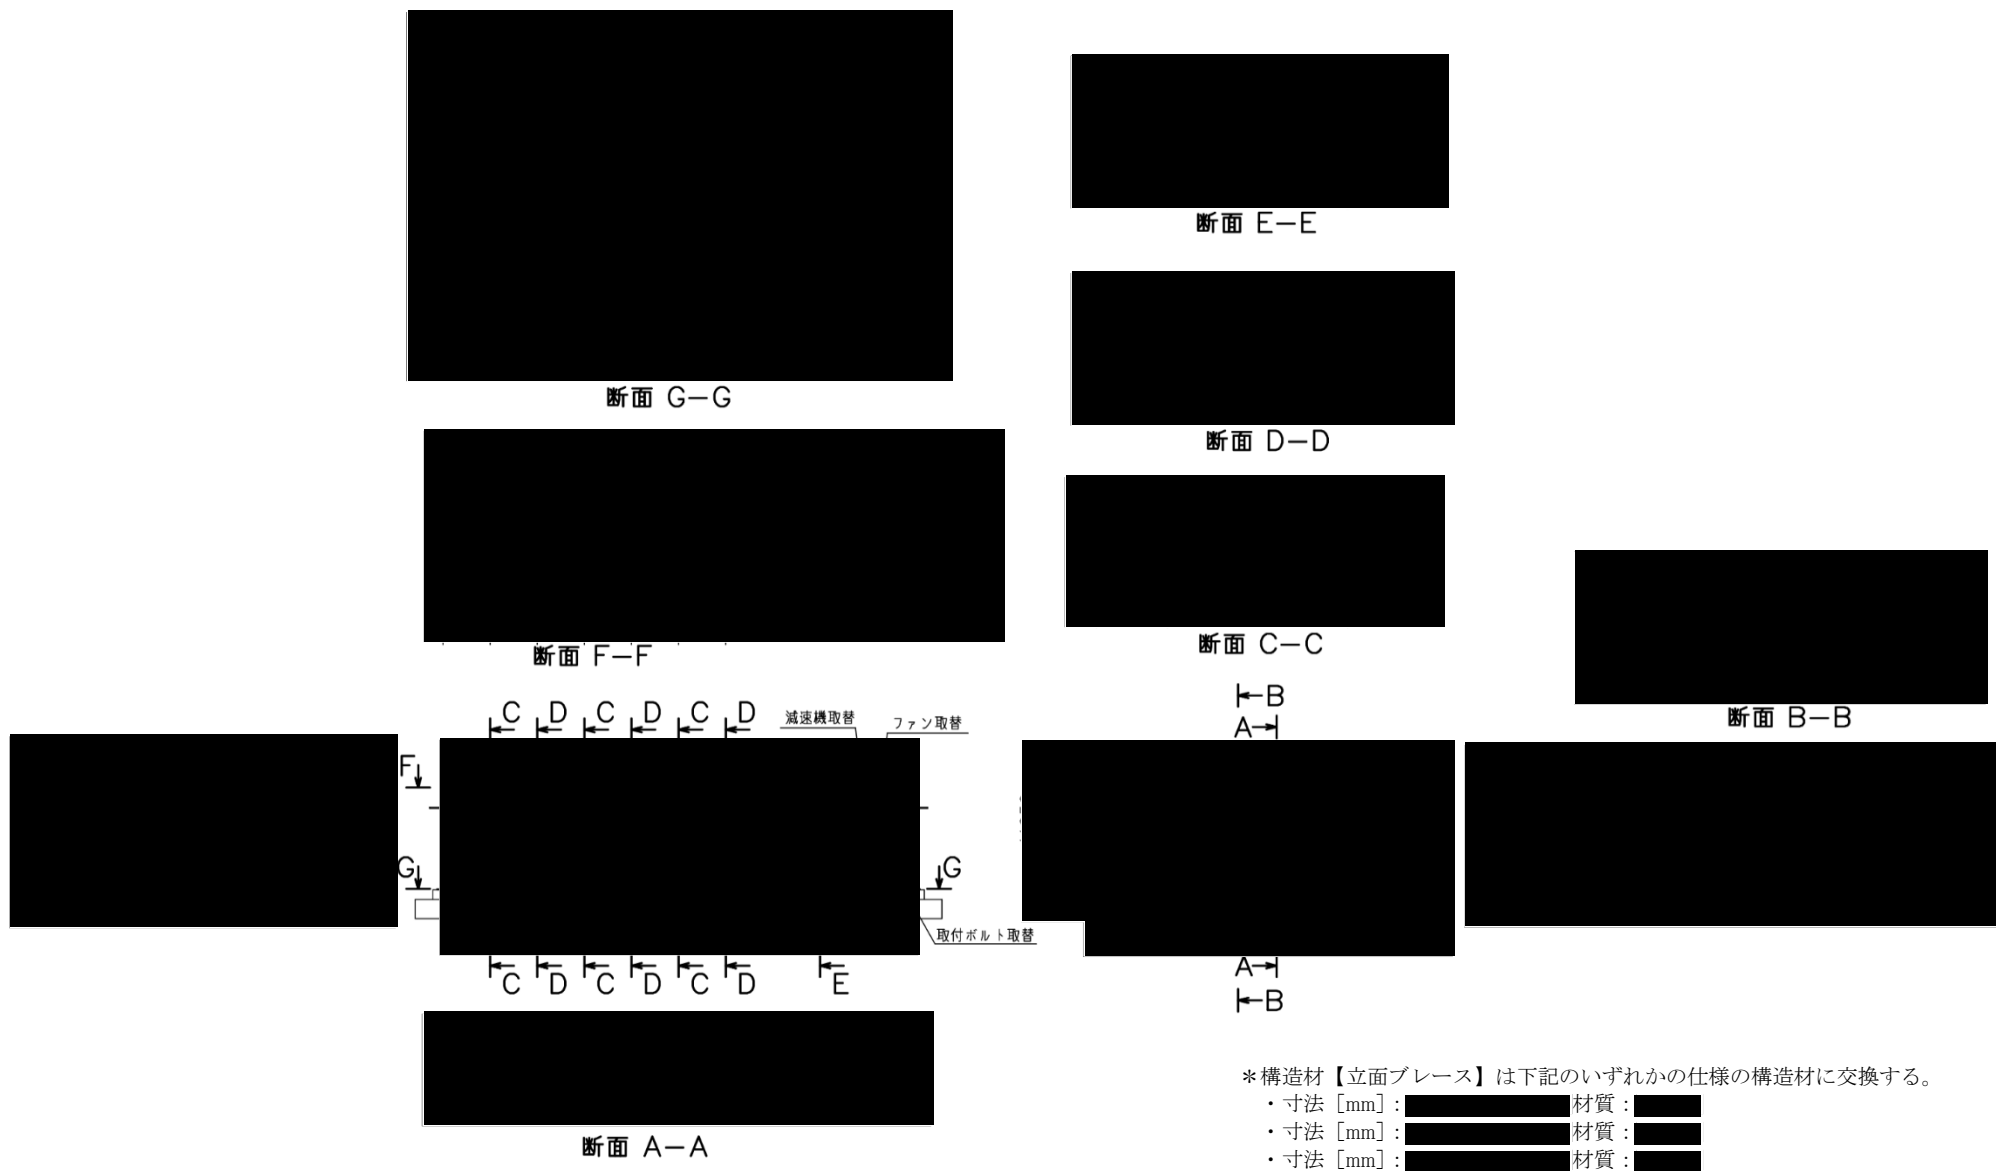 断面 G－G
断面 E－E
断面 D－D
断面 F－F
断面 C－C
断面 B－B
C D C D C D
減速機取替
ファン取替
B
A
F
G
G
取付ボルト取替
C D C D C D E
A
B
断面 A－A
＊構造材【立面ブレース】は下記のいずれかの仕様の構造材に交換する。
・寸法［mm］: 材質:
・寸法［mm］: 材質:
・寸法［mm］: 材質: